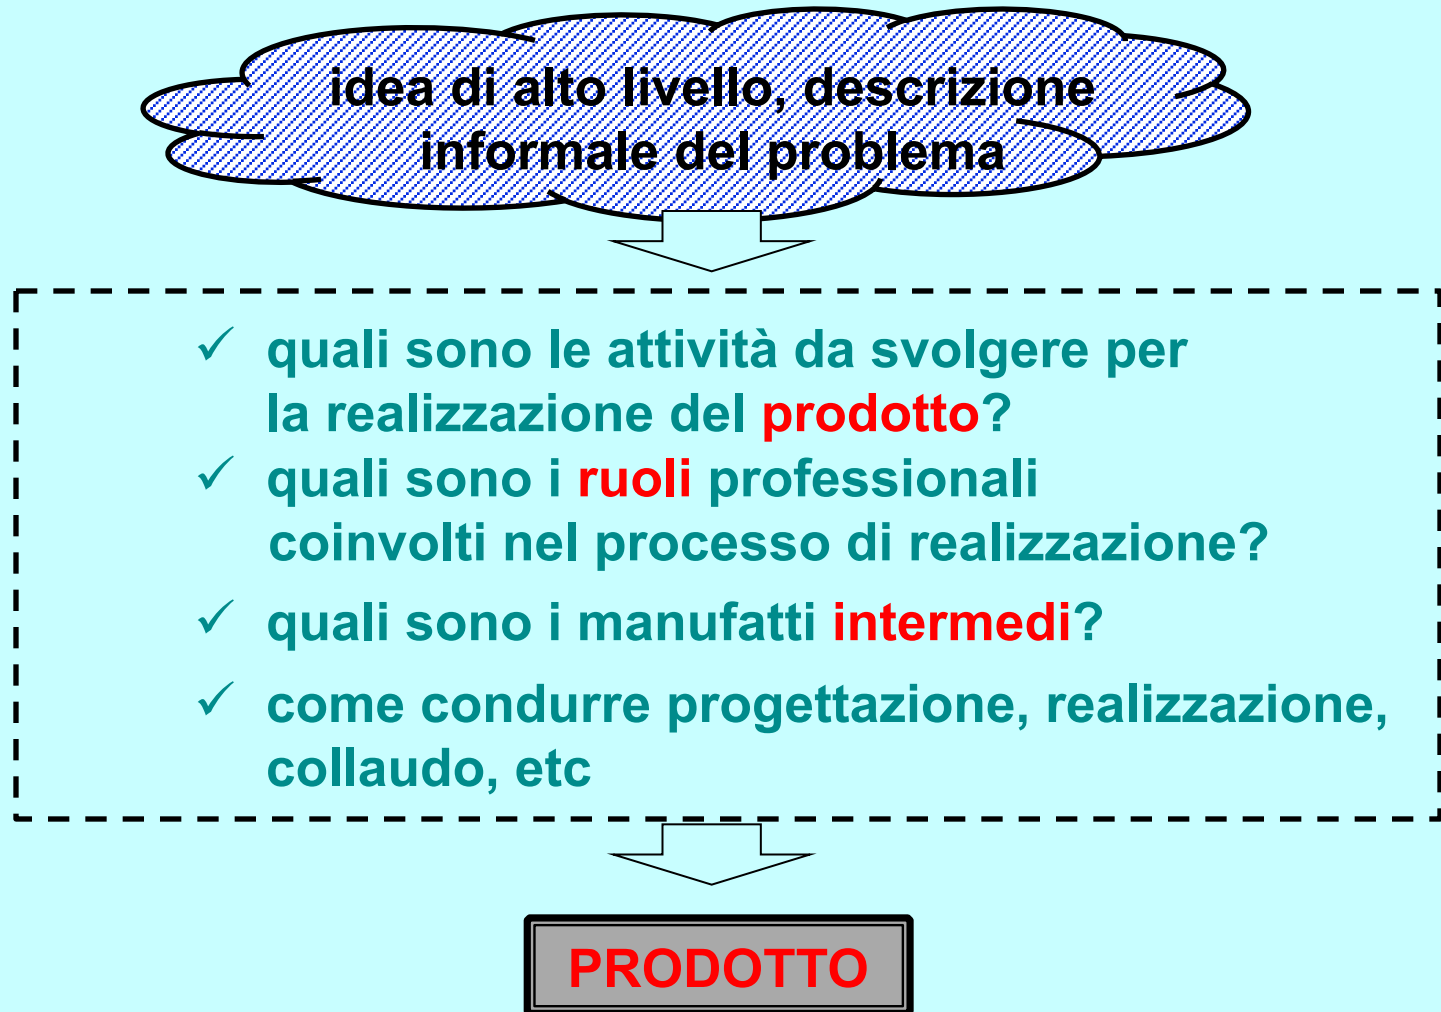 idea di alto livello, descrizione
informale del problema
✓ quali sono le attività da svolgere per
la realizzazione del prodotto?
✓ quali sono i ruoli professionali
coinvolti nel processo di realizzazione?
✓ quali sono i manufatti intermedi?
✓ come condurre progettazione, realizzazione,
collaudo, etc
PRODOTTO